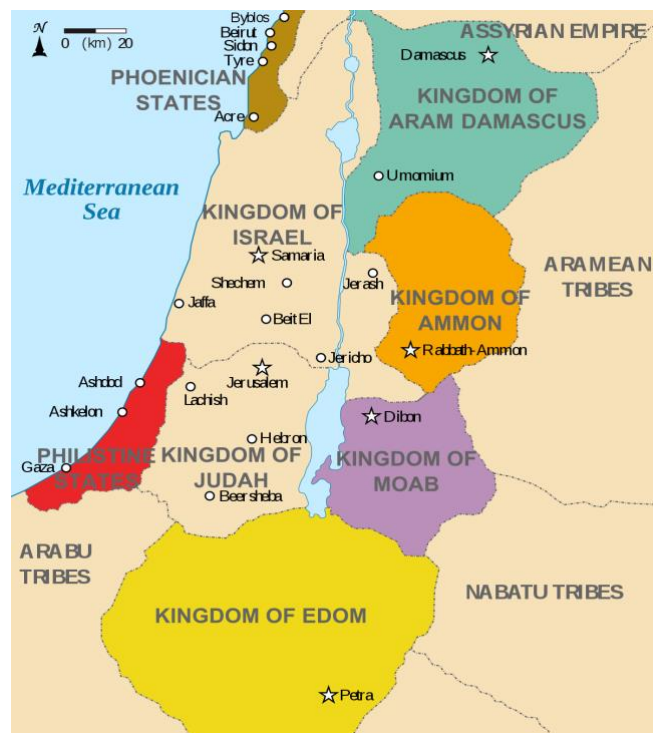 Byblos
Beirut
Sidon
Tyre
Acre
N
0 (km) 20
PHOENICIAN
STATES
ASSYRIAN EMPIRE
Damascus
KINGDOM OF
ARAM DAMASCUS
Umomium
Mediterranean
Sea
KINGDOM OF
ISRAEL
Samaria
Shechem
Jaffa
Beit El
Jerash
KINGDOM OF
AMMON
Rabbath-Ammon
ARAMEAN
TRIBES
Jericho
Jerusalem
Ashdod
Lachish
Ashkelon
Dibon
Hebron
Gaza
PHILISTINE
STATES
KINGDOM OF
JUDAH
Beersheba
KINGDOM OF
MOAB
ARABU
TRIBES
NABATU TRIBES
KINGDOM OF EDOM
Petra